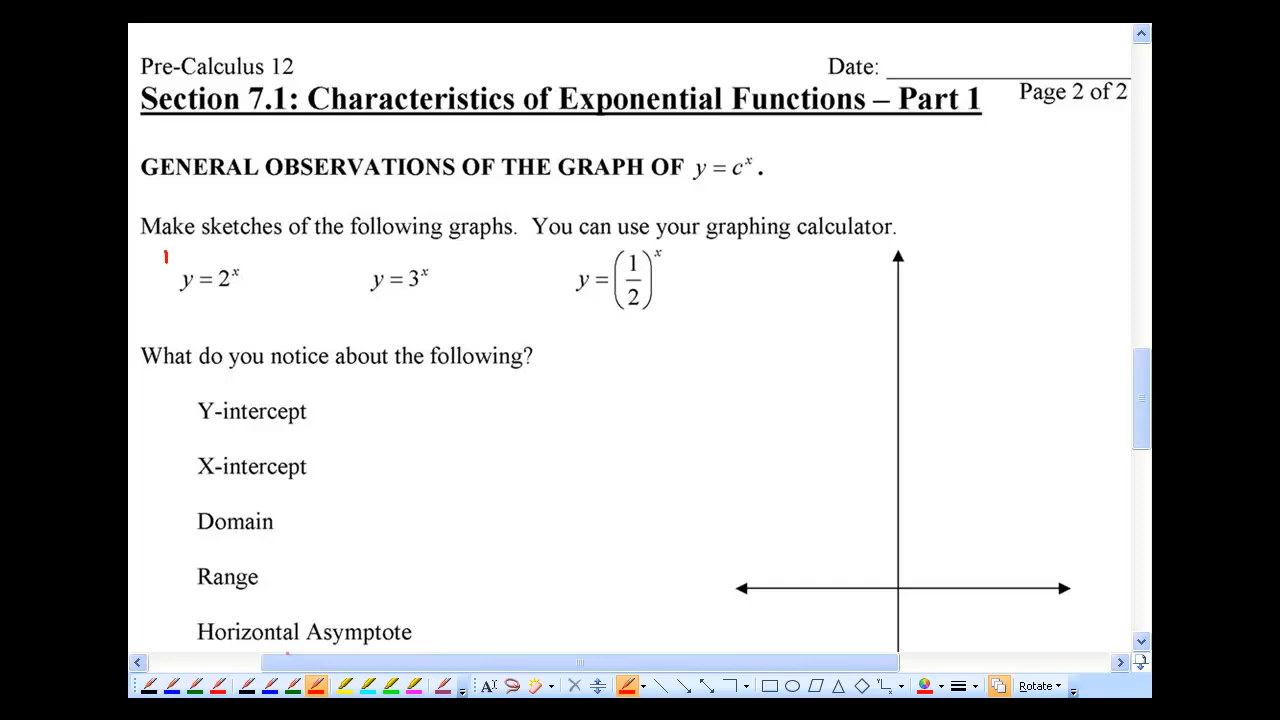 Pre-Calculus 12 Date: ____________________
Section 7.1: Characteristics of Exponential Functions – Part 1 Page 2 of 2
GENERAL OBSERVATIONS OF THE GRAPH OF y = c^x .
Make sketches of the following graphs. You can use your graphing calculator.
y = 2^x y = 3^x y = (1/2)^x
What do you notice about the following?
Y-intercept
X-intercept
Domain
Range
Horizontal Asymptote
Rotate